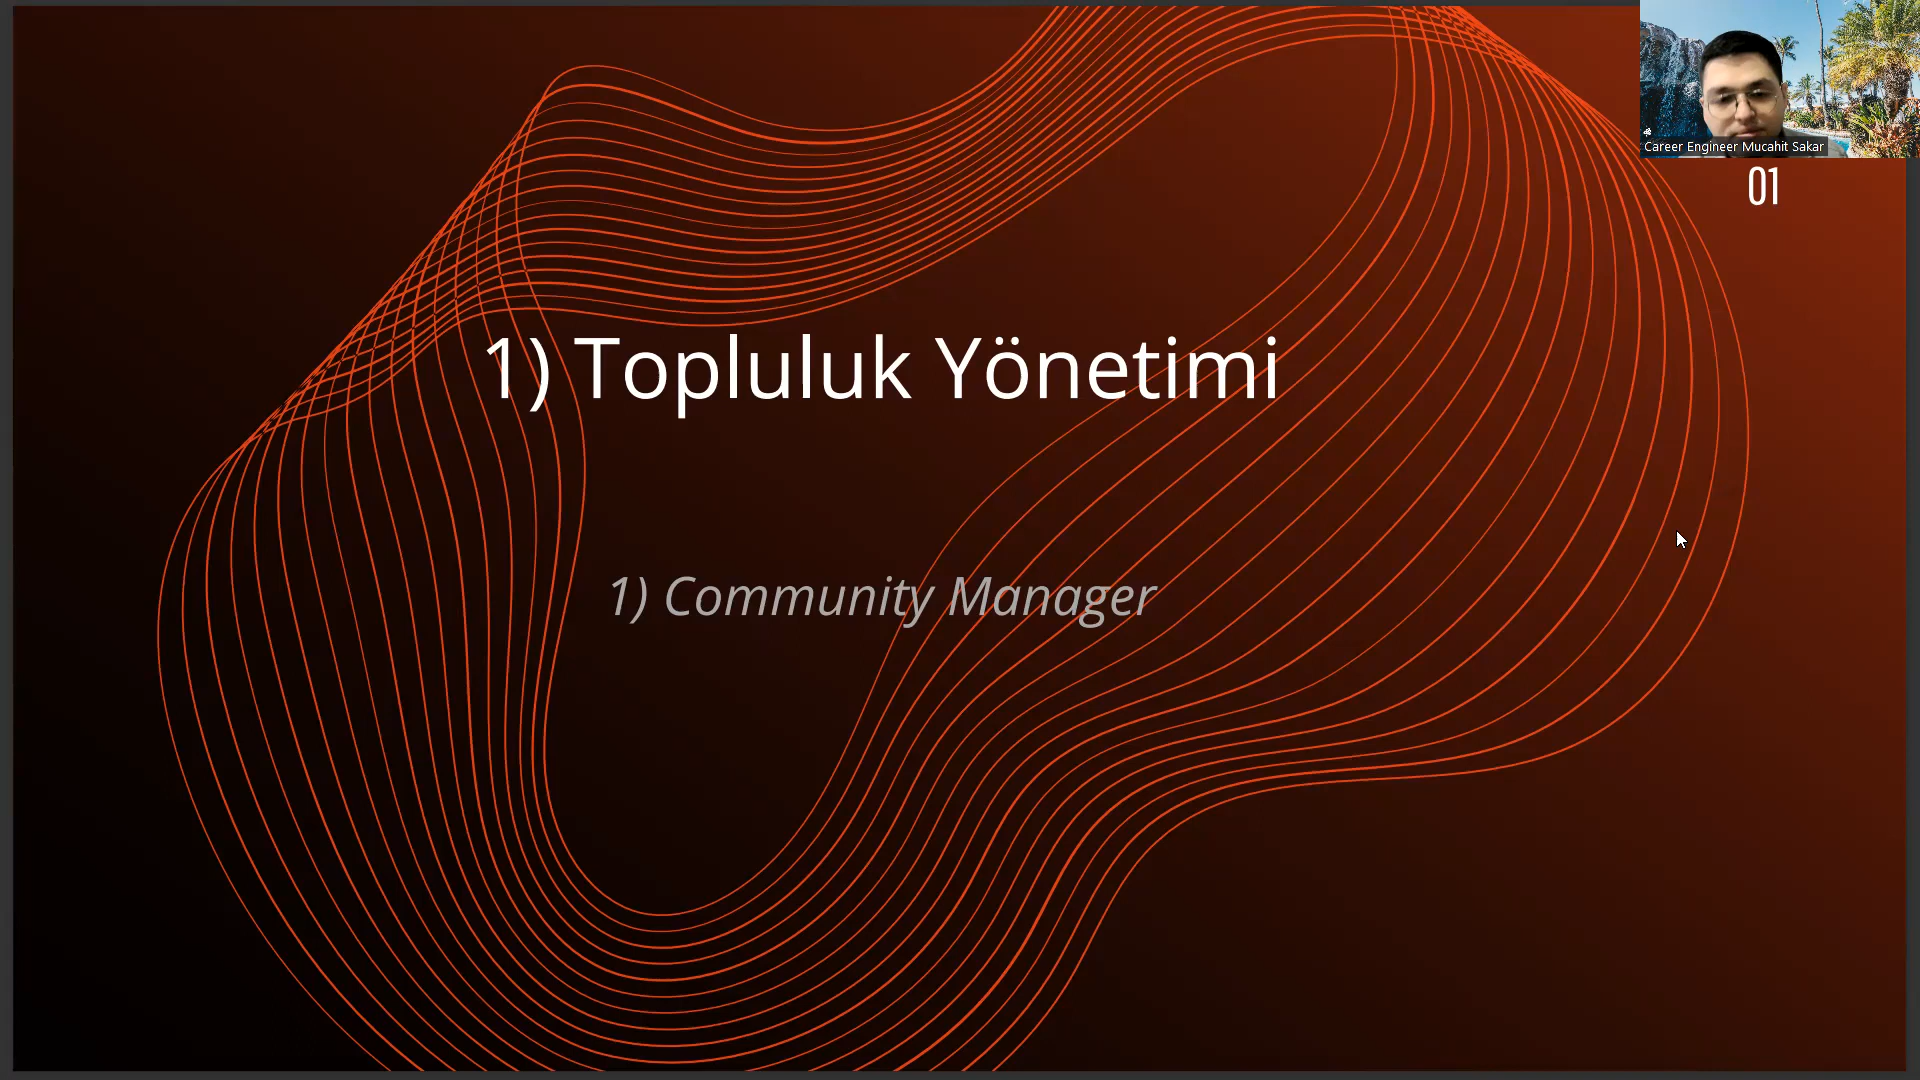 Career Engineer Mucahit Sakar
01
1) Topluluk Yönetimi
1) Community Manager